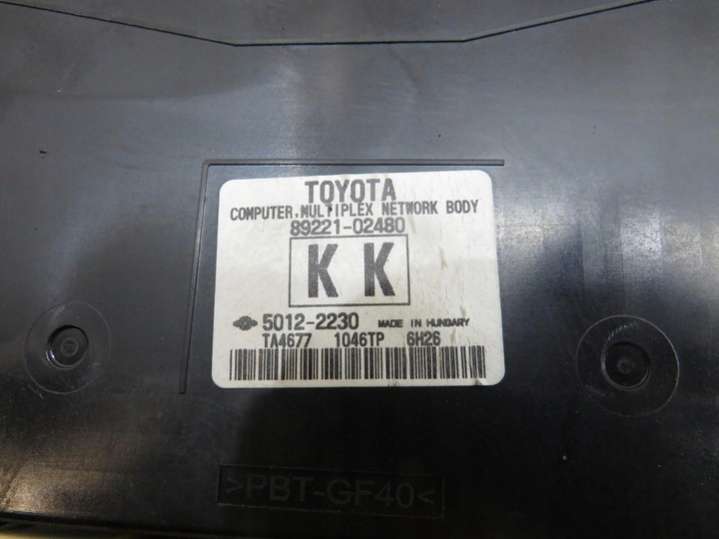 TOYOTA
COMPUTER, MULTIPLEX NETWORK BODY
89221-02480
K K
5012-2230 MADE IN HUNGARY
TA4677 1046TP 6H26
>PBT-GF40<